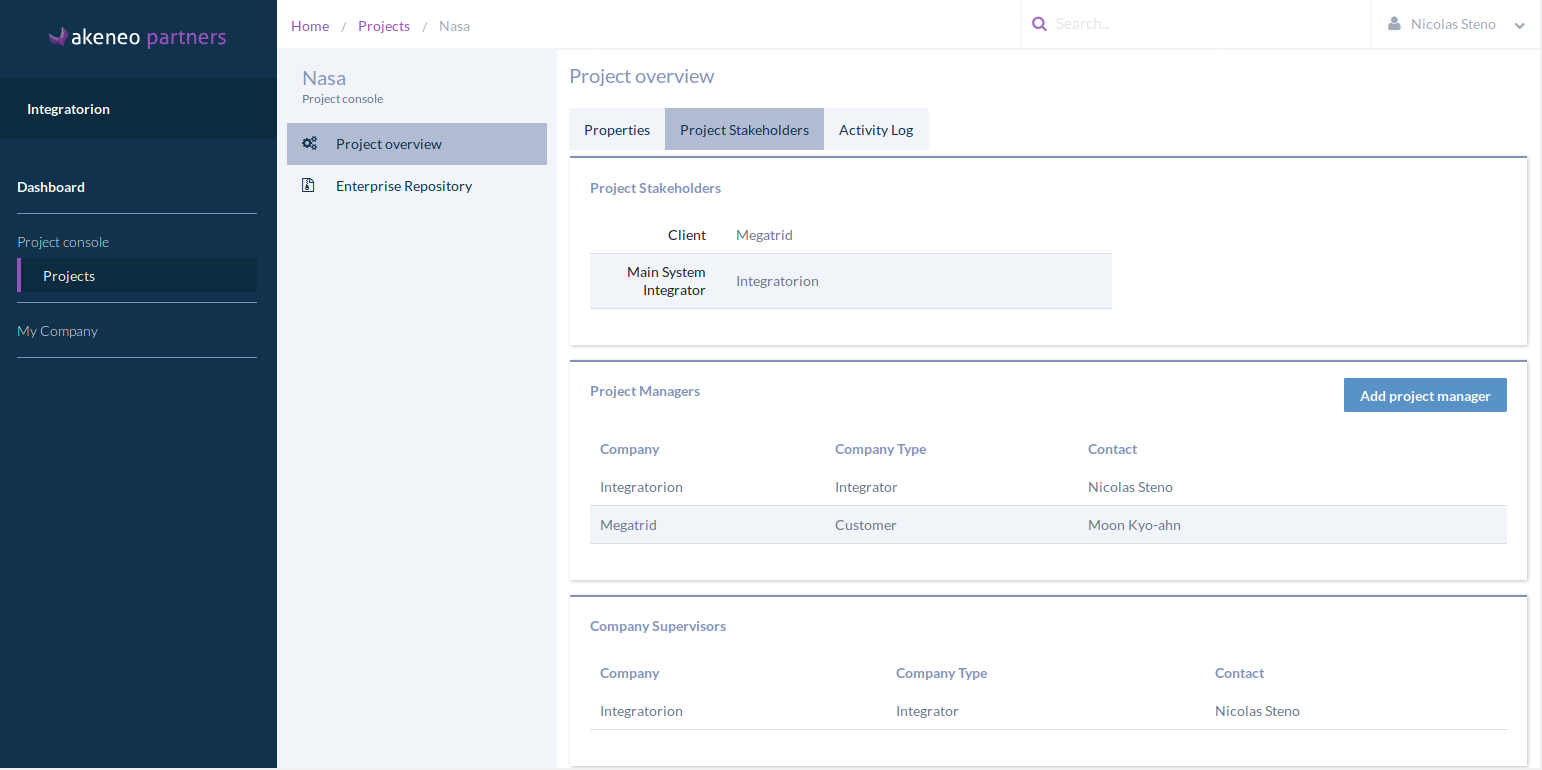 akeneo partners
Integratorion
Dashboard
Project console
Projects
My Company
Home / Projects / Nasa
Search...
Nicolas Steno
Nasa
Project console
Project overview
Enterprise Repository
Project overview
Properties Project Stakeholders Activity Log
Project Stakeholders
Client Megatrid
Main System
Integrator Integratorion
Project Managers
Add project manager
Company Company Type Contact
Integratorion Integrator Nicolas Steno
Megatrid Customer Moon Kyo-ahn
Company Supervisors
Company Company Type Contact
Integratorion Integrator Nicolas Steno